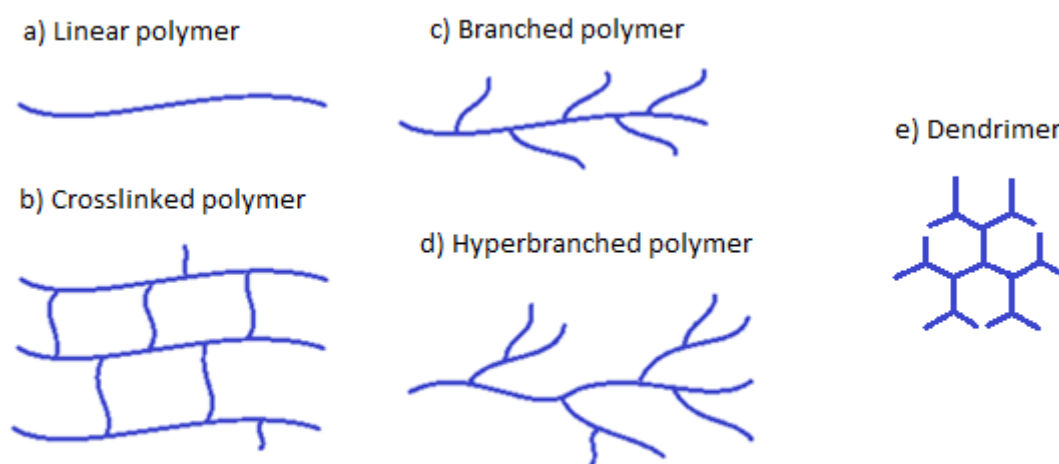 a) Linear polymer
c) Branched polymer
e) Dendrimer
b) Crosslinked polymer
d) Hyperbranched polymer